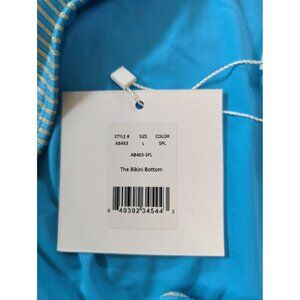 STYLE # SIZE COLOR
AB463 L SPL
AB463-SPL
The Bikini Bottom
8 40302 34544 3